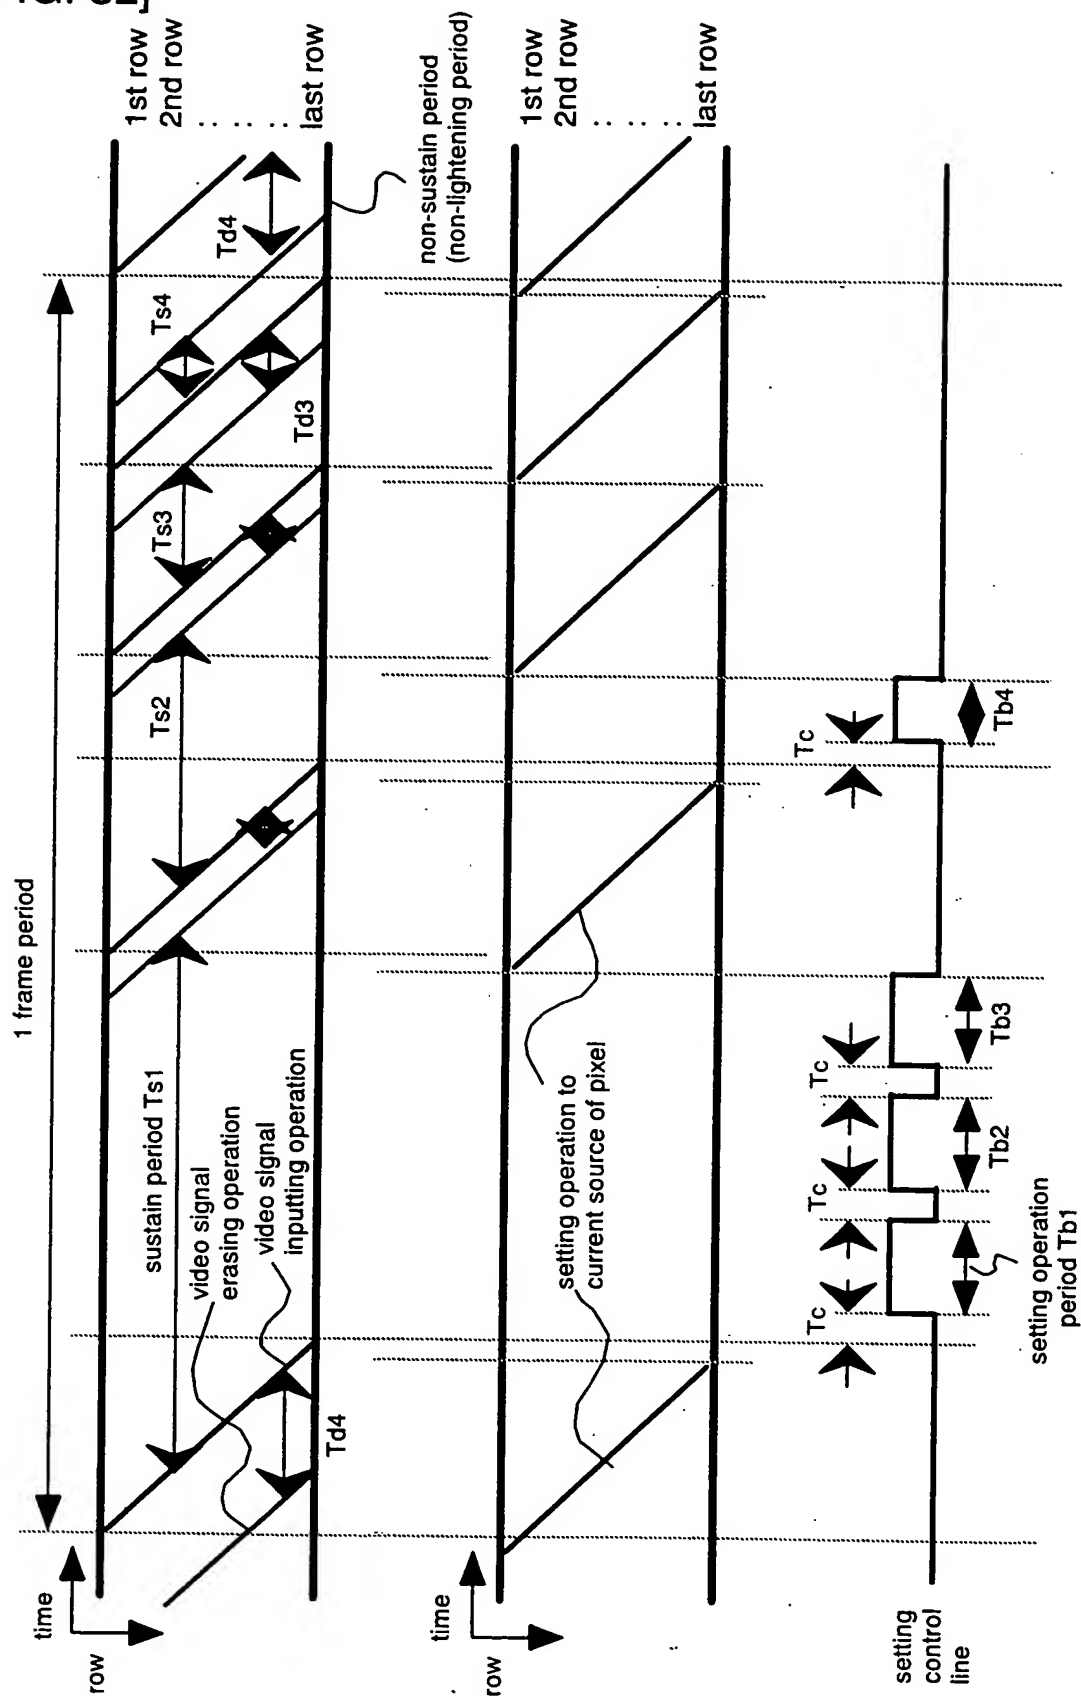 1 frame period
time
row
sustain period Ts1
video signal
erasing operation
video signal
inputting operation
Td4
Ts2
Ts3
Td3
Ts4
Td4
1st row
2nd row
last row
non-sustain period
(non-lightening period)
time
row
setting operation to
current source of pixel
1st row
2nd row
last row
setting
control
line
Tc
Tc
Tc
Tc
setting operation
period Tb1
Tb2
Tb3
Tb4